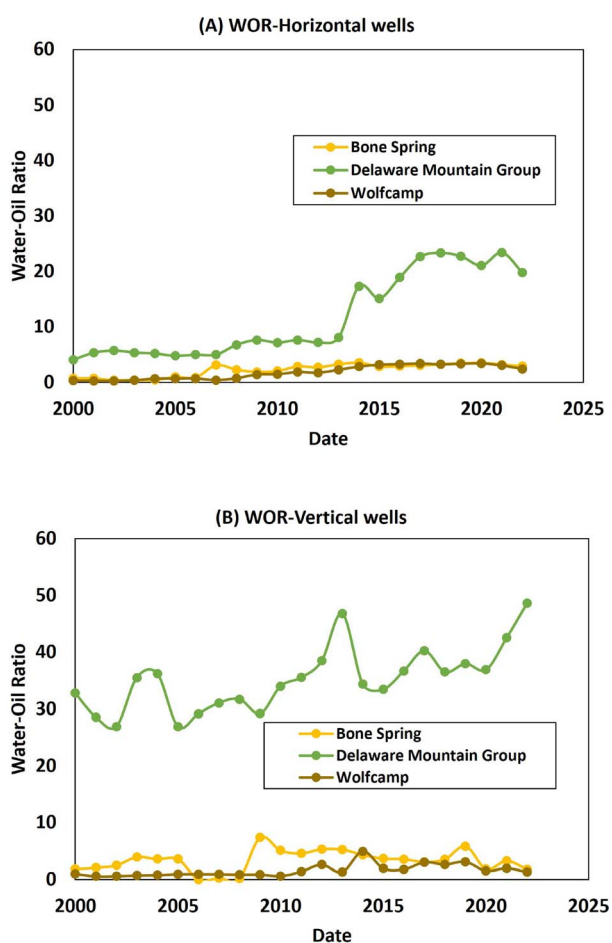 (A) WOR-Horizontal wells
60
50
40
30
20
10
0
Water-Oil Ratio
Bone Spring
Delaware Mountain Group
Wolfcamp
2000 2005 2010 2015 2020 2025
Date
(B) WOR-Vertical wells
60
50
40
30
20
10
0
Water-Oil Ratio
Bone Spring
Delaware Mountain Group
Wolfcamp
2000 2005 2010 2015 2020 2025
Date